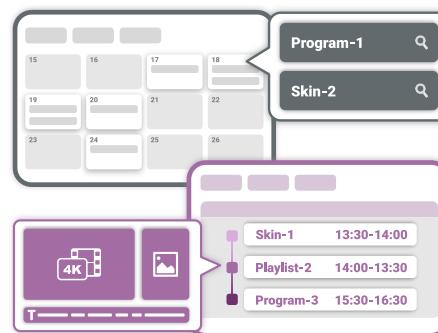 Program-1
Skin-2
15 16 17 18
19 20 21 22
23 24 25 26
Skin-1 13:30-14:00
Playlist-2 14:00-13:30
Program-3 15:30-16:30
4K
T